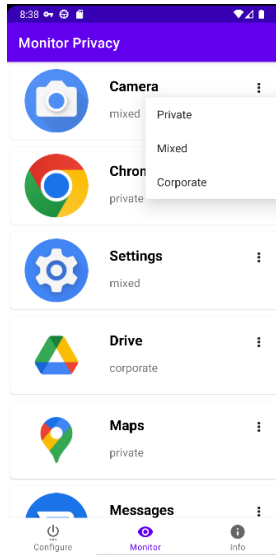 8:38
Monitor Privacy
Camera
mixed
Private
Mixed
Corporate
Chrom
private
Settings
mixed
Drive
corporate
Maps
private
Messages
Configure
Monitor
Info